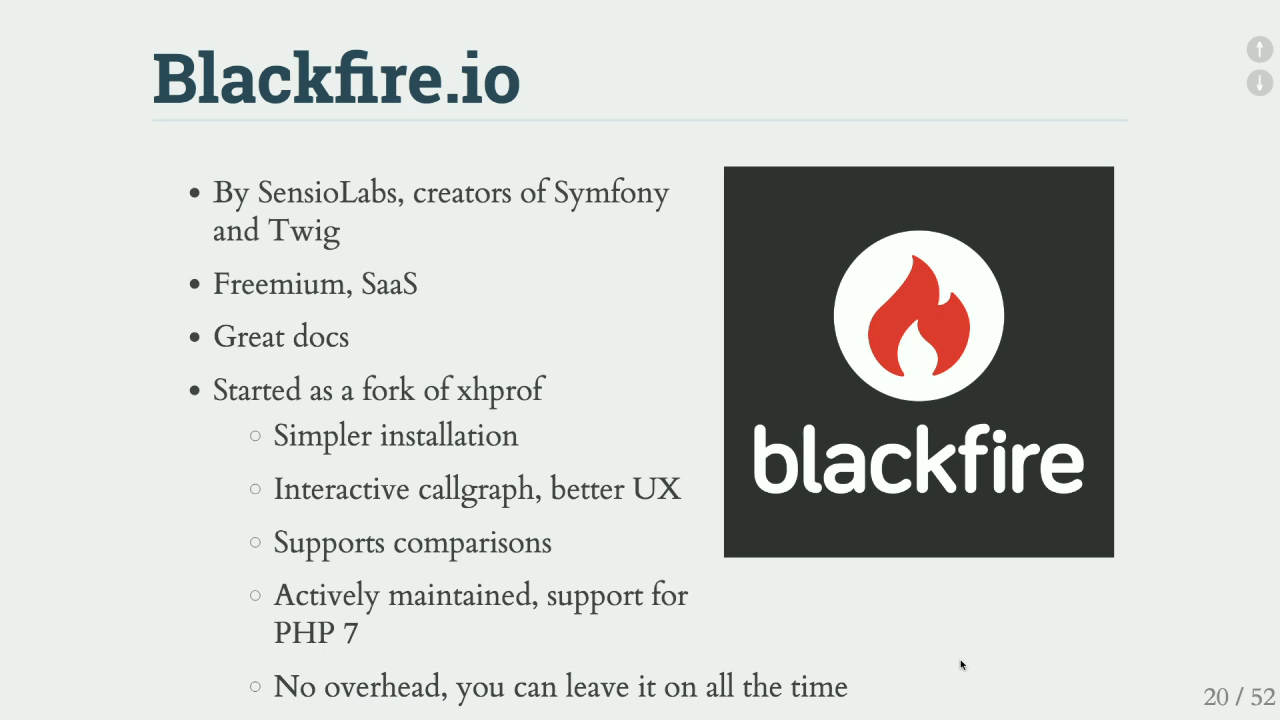 Blackfire.io
By SensioLabs, creators of Symfony
and Twig
Freemium, SaaS
Great docs
Started as a fork of xhprof
Simpler installation
Interactive callgraph, better UX
Supports comparisons
Actively maintained, support for
PHP 7
No overhead, you can leave it on all the time
blackfire
20 / 52